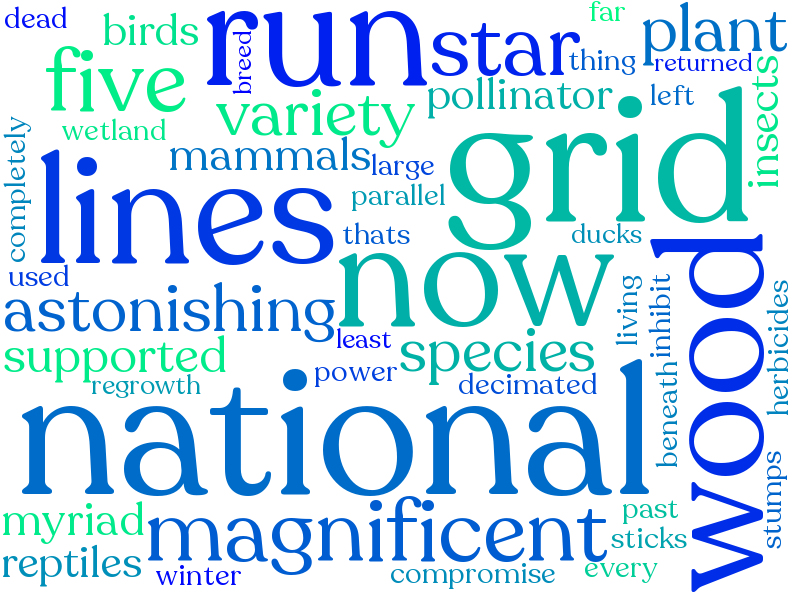 dead
birds
breed
run
star
far
plant
thing
returned
five
variety
pollinator
left
insects
wetland
completely
mammals
large
grid
lines
parallel
thats
ducks
used
now
wood
astonishing
living
inhibit
herbicides
least
supported
species
power
decimated
beneath
regrowth
national
stumps
myriad
magnificent
past
sticks
reptiles
winter
compromise
every